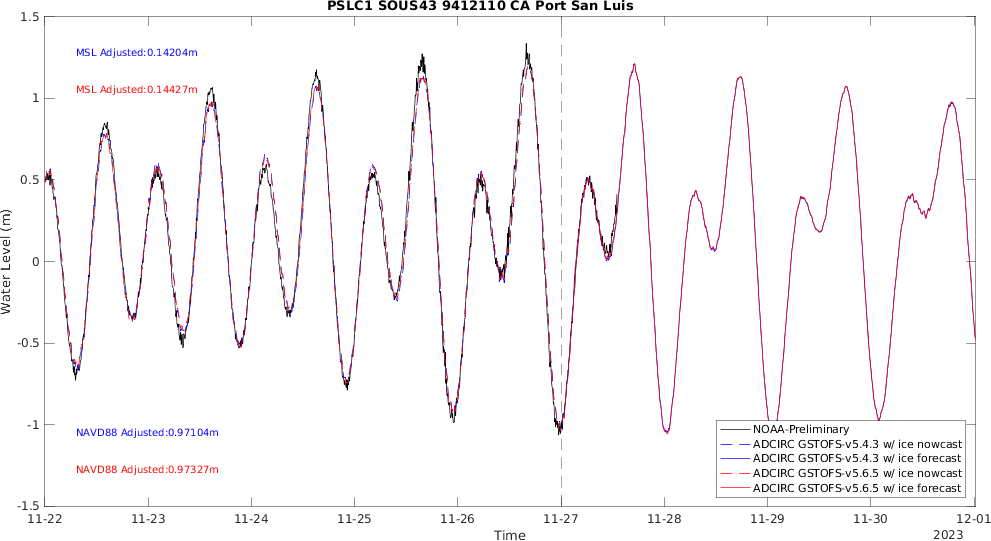 PSLC1 SOUS43 9412110 CA Port San Luis
1.5
1
0.5
0
-0.5
-1
-1.5
Water Level (m)
MSL Adjusted:0.14204m
MSL Adjusted:0.14427m
NAVD88 Adjusted:0.97104m
NAVD88 Adjusted:0.97327m
NOAA-Preliminary
ADCIRC GSTOFS-v5.4.3 w/ ice nowcast
ADCIRC GSTOFS-v5.4.3 w/ ice forecast
ADCIRC GSTOFS-v5.6.5 w/ ice nowcast
ADCIRC GSTOFS-v5.6.5 w/ ice forecast
11-22 11-23 11-24 11-25 11-26 11-27 11-28 11-29 11-30 12-01
Time
2023